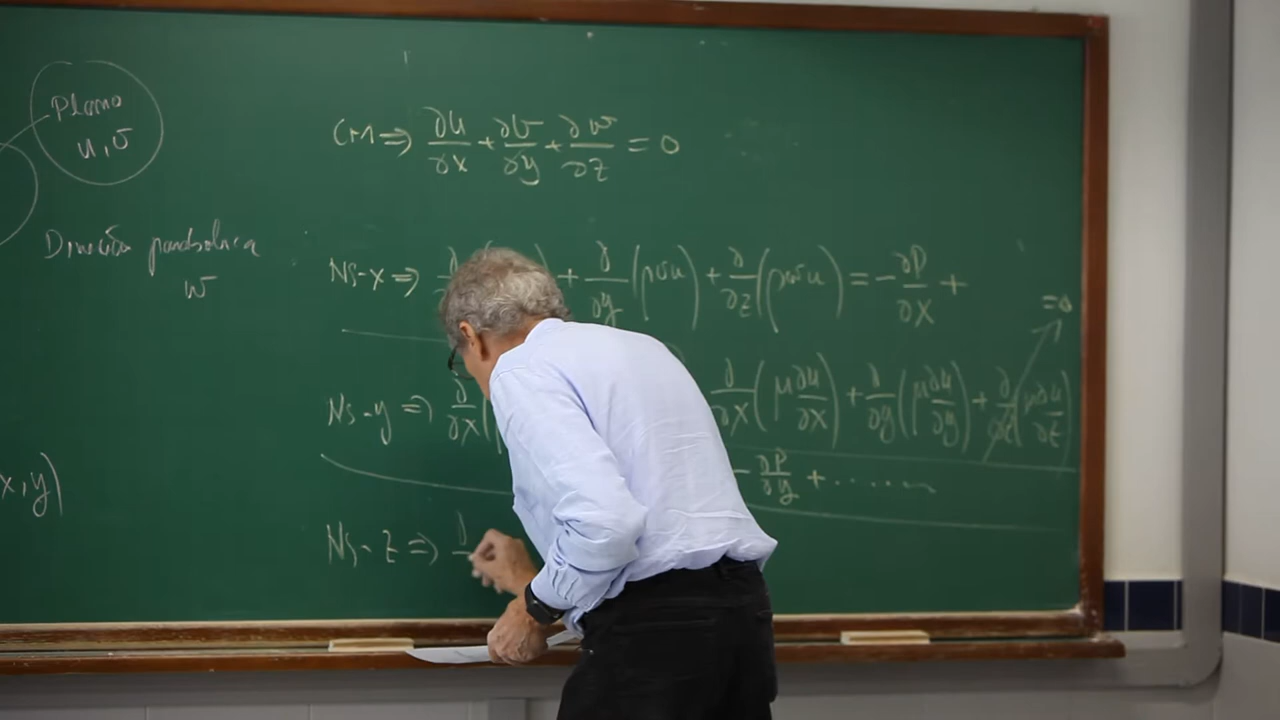 Plano
u, v
CM ⇒ ∂u/∂x + ∂v/∂y + ∂w/∂z = 0
Direção parabólica
w
NS-x ⇒ + ∂/∂y (ρvu) + ∂/∂z (ρwu) = -∂P/∂x +
=0
∂/∂x (μ ∂u/∂x) + ∂/∂y (μ ∂u/∂y) + ∂/∂z (μ ∂u/∂z)
NS-y ⇒ ∂/∂x (
- ∂P/∂y + ........
x, y)
NS-z ⇒ ∂